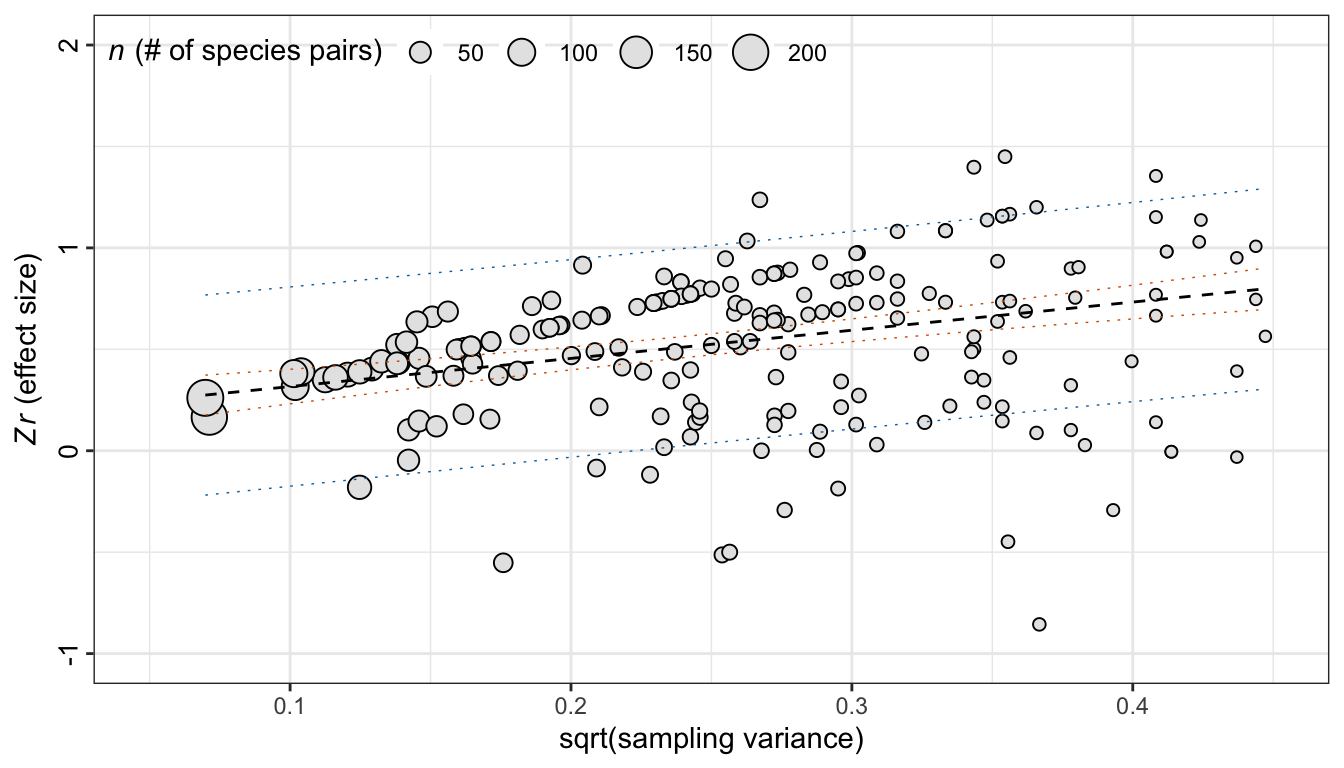 n (# of species pairs) 50 100 150 200
2
1
0
-1
Zr (effect size)
0.1 0.2 0.3 0.4
sqrt(sampling variance)